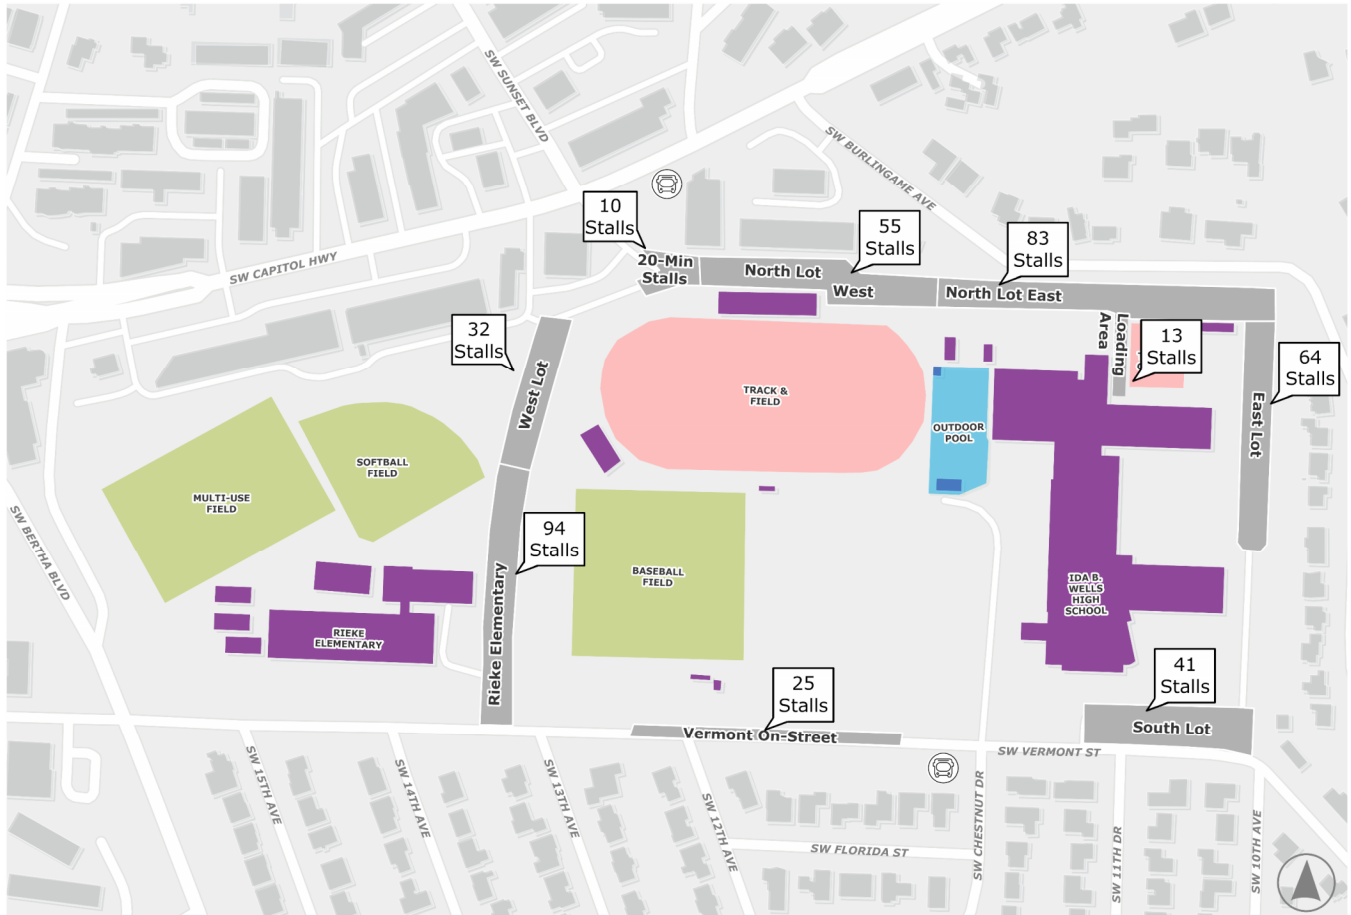 SW SUNSET BLVD
SW BURLINGAME AVE
SW CAPITOL HWY
10
Stalls
55
Stalls
83
Stalls
20-Min
Stalls
North Lot
West
North Lot East
32
Stalls
Loading
Area
13
Stalls
64
Stalls
West Lot
TRACK &
FIELD
East Lot
OUTDOOR
POOL
SOFTBALL
FIELD
MULTI-USE
FIELD
SW BERTHA BLVD
94
Stalls
BASEBALL
FIELD
IDA B.
WELLS
HIGH
SCHOOL
RIEKE
ELEMENTARY
Rieke Elementary
41
Stalls
25
Stalls
South Lot
Vermont On-Street
SW VERMONT ST
SW 15TH AVE
SW 14TH AVE
SW 13TH AVE
SW 12TH AVE
SW CHESTNUT DR
SW 11TH DR
SW 10TH AVE
SW FLORIDA ST